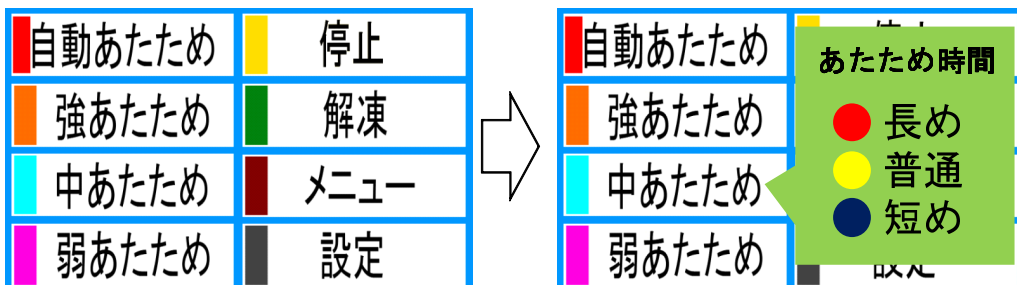 自動あたため
停止
強あたため
解凍
中あたため
メニュー
弱あたため
設定
自動あたため
強あたため
中あたため
弱あたため
あたため時間
長め
普通
短め